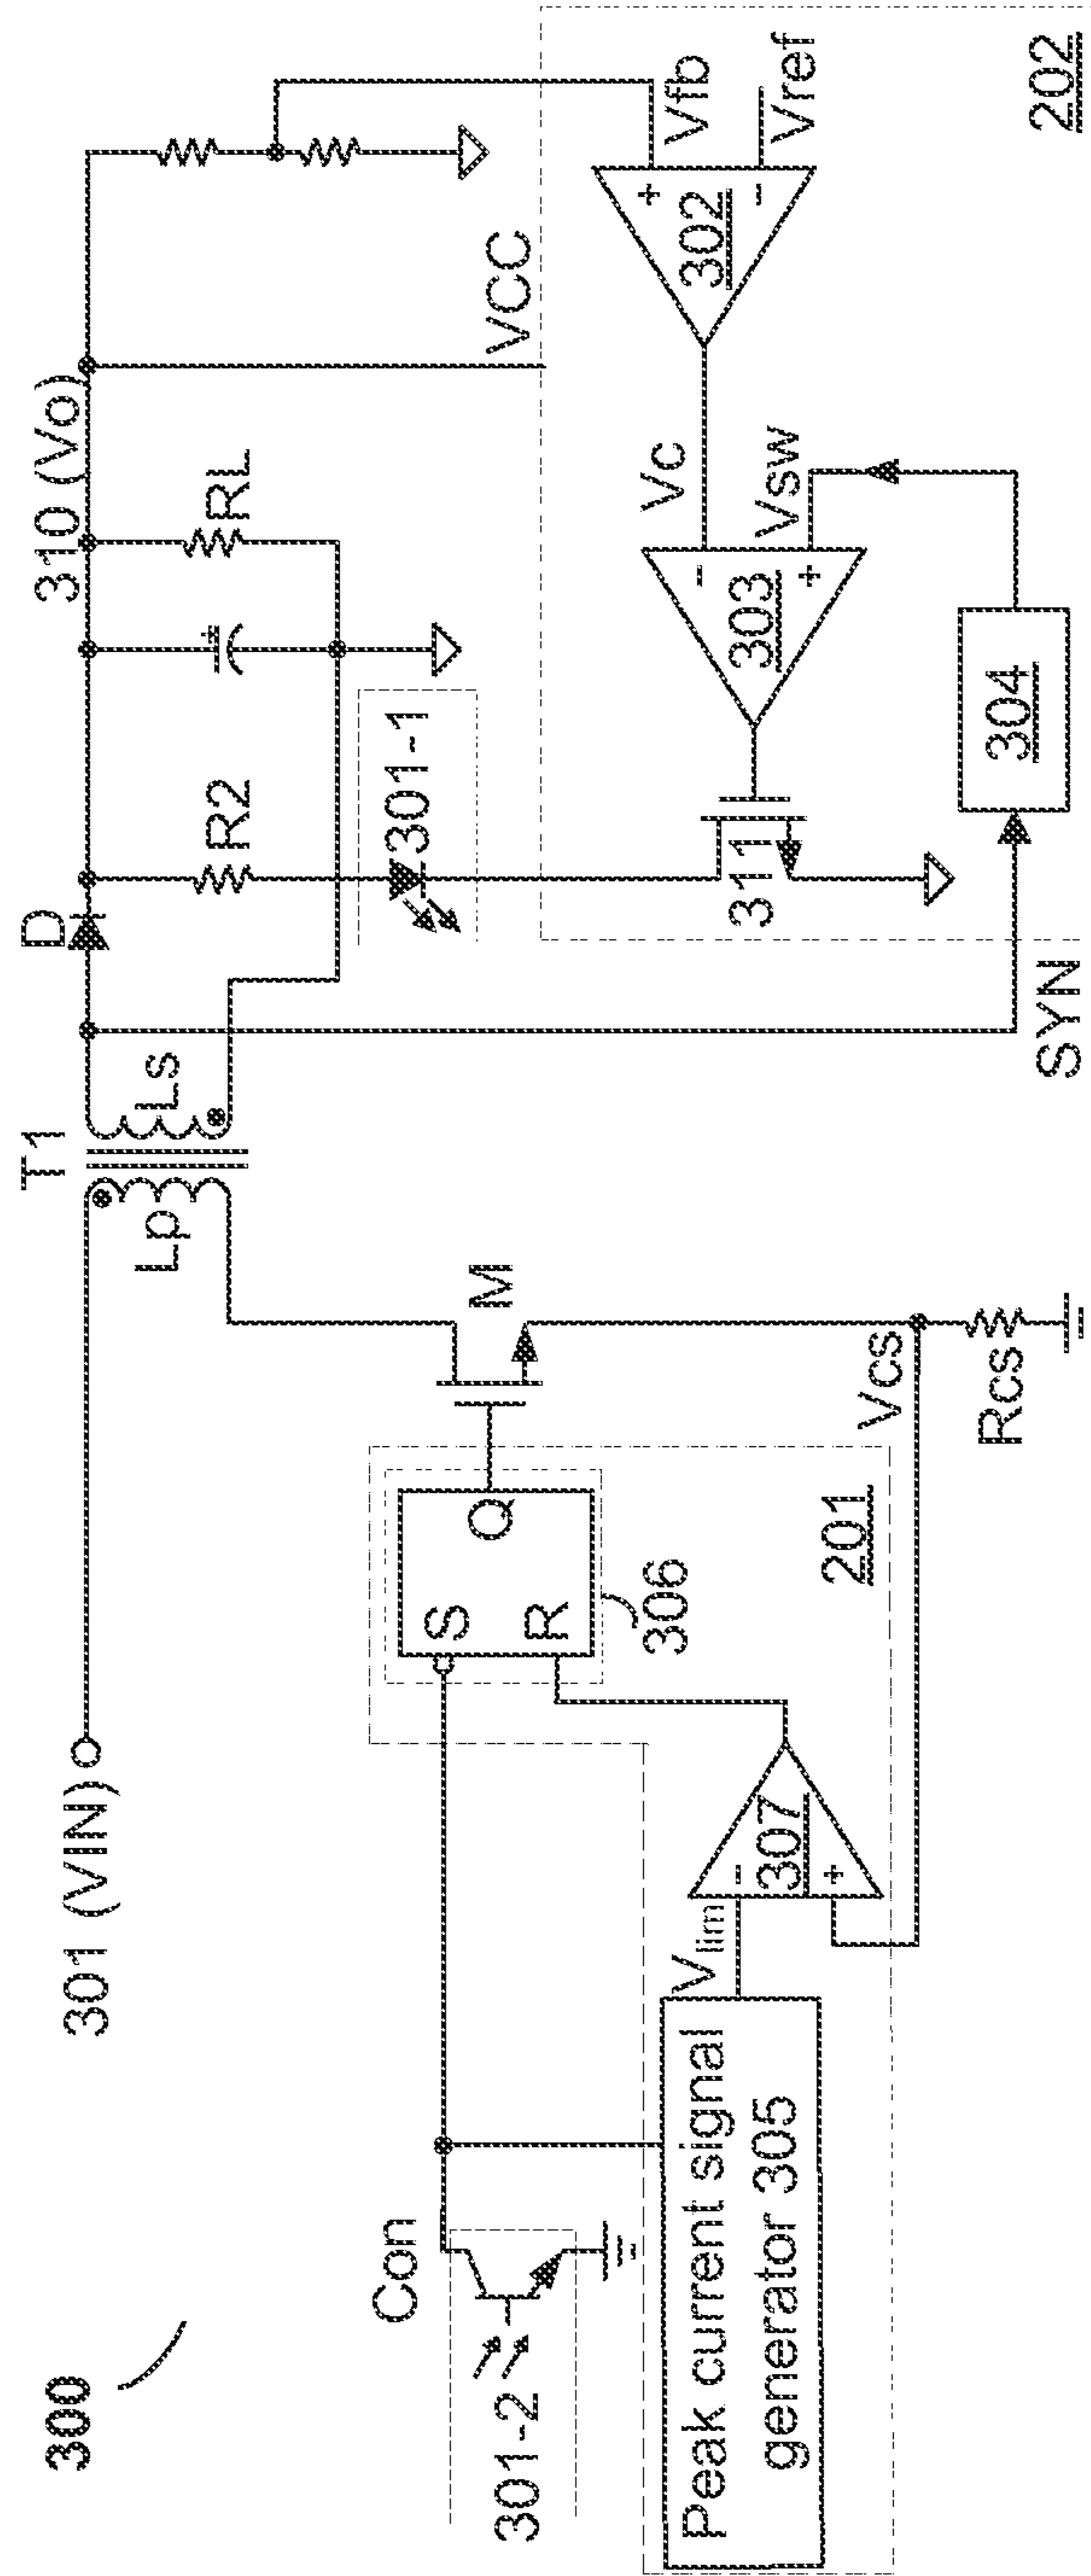 300
301 (VIN)
T1
Lp
Ls
D
310 (Vo)
R2
RL
VCC
301-1
Con
301-2
S
R
Q
306
M
Vcs
Rcs
201
Peak current signal
generator 305
Vlim
-
+
307
SYN
311
304
303
-
+
Vc
Vsw
302
+
-
Vfb
Vref
202